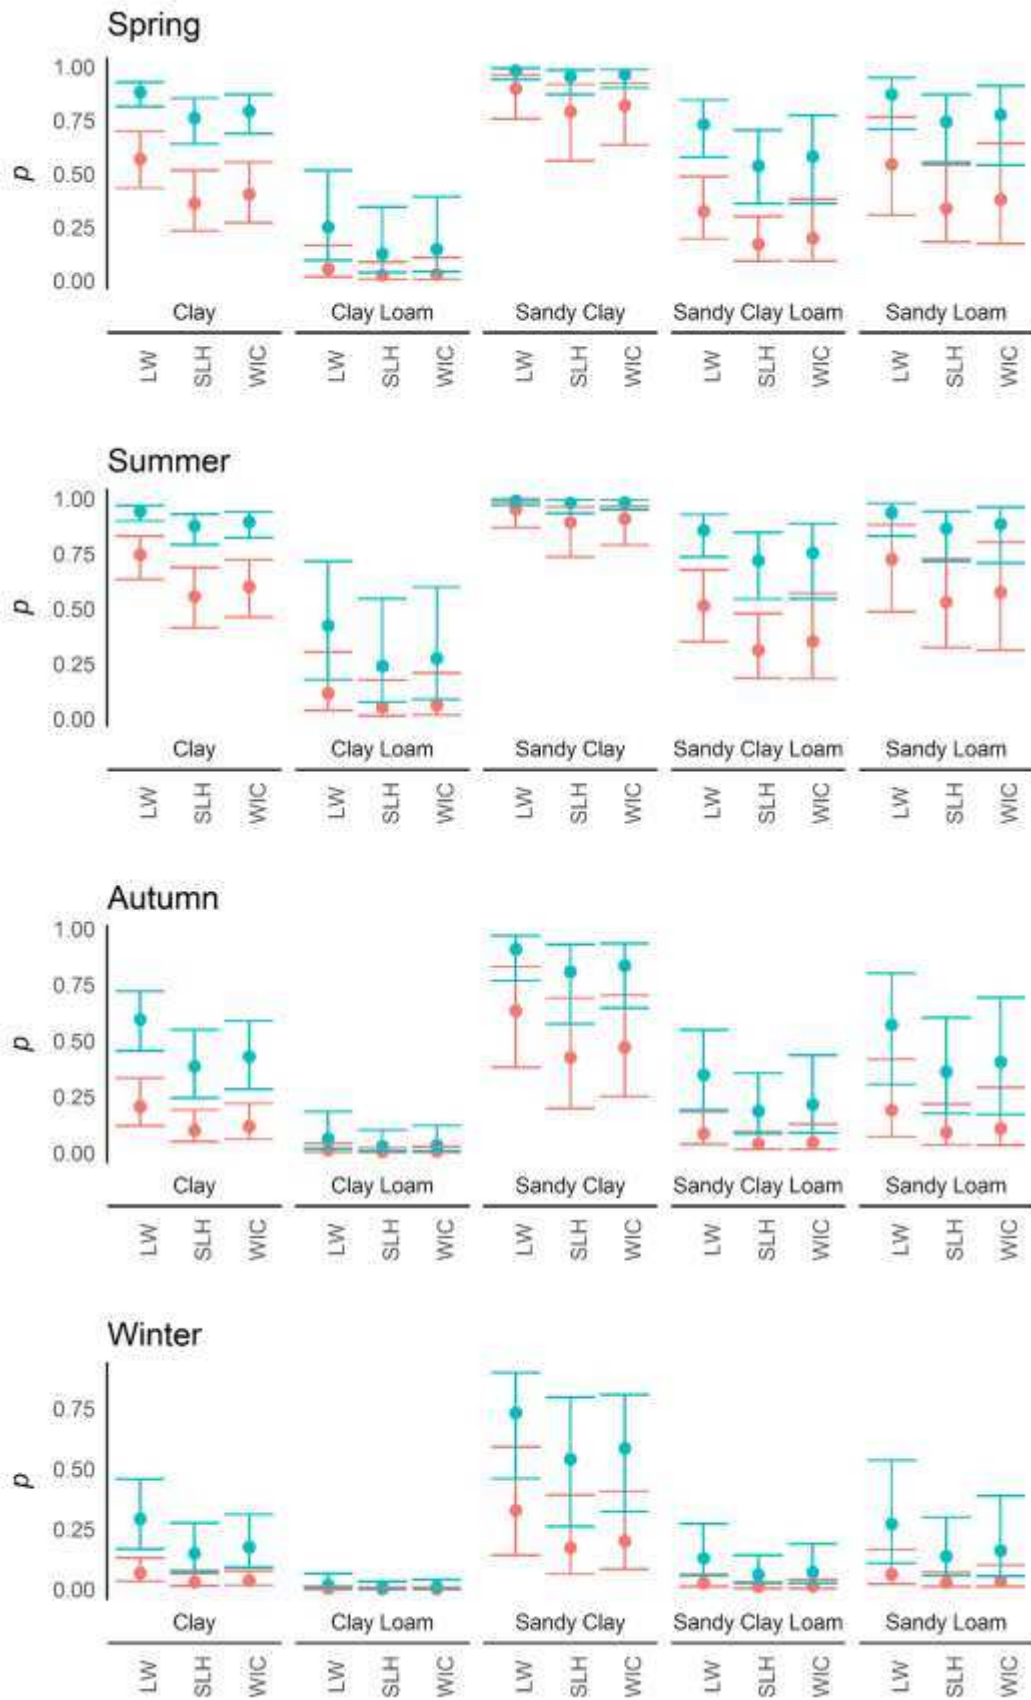 Spring
1.00
0.75
0.50
0.25
0.00
p
Clay Clay Loam Sandy Clay Sandy Clay Loam Sandy Loam
LW SLH WIC LW SLH WIC LW SLH WIC LW SLH WIC LW SLH WIC
Summer
1.00
0.75
0.50
0.25
0.00
p
Clay Clay Loam Sandy Clay Sandy Clay Loam Sandy Loam
LW SLH WIC LW SLH WIC LW SLH WIC LW SLH WIC LW SLH WIC
Autumn
1.00
0.75
0.50
0.25
0.00
p
Clay Clay Loam Sandy Clay Sandy Clay Loam Sandy Loam
LW SLH WIC LW SLH WIC LW SLH WIC LW SLH WIC LW SLH WIC
Winter
0.75
0.50
0.25
0.00
p
Clay Clay Loam Sandy Clay Sandy Clay Loam Sandy Loam
LW SLH WIC LW SLH WIC LW SLH WIC LW SLH WIC LW SLH WIC